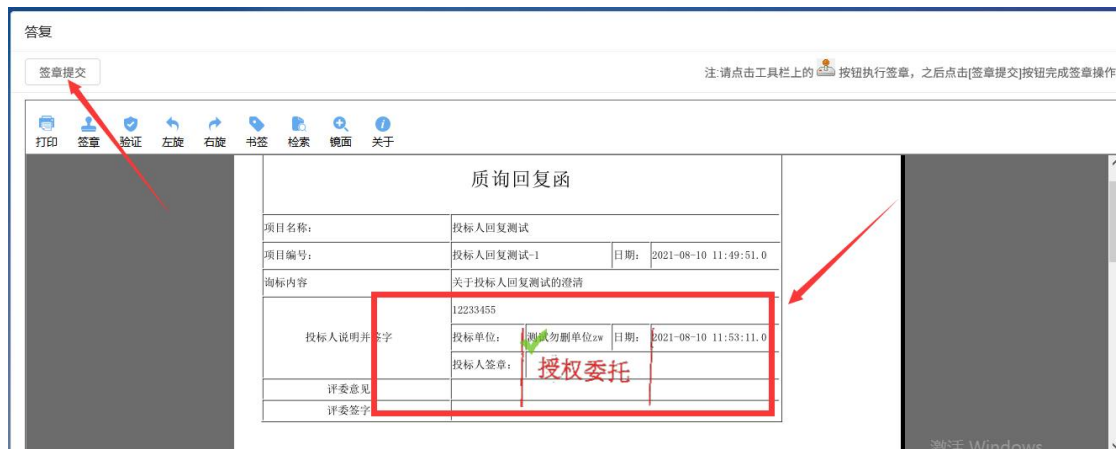 答复
签章提交
注:请点击工具栏上的 按钮执行签章，之后点击[签章提交]按钮完成签章操作
打印 签章 验证 左旋 右旋 书签 检索 镜面 关于
质询回复函
项目名称： 投标人回复测试
项目编号： 投标人回复测试-1 日期： 2021-08-10 11:49:51.0
询标内容 关于投标人回复测试的澄清
12233455
投标人说明并签字 投标单位： 测试勿删单位zw 日期： 2021-08-10 11:53:11.0
投标人签章： 授权委托
评委意见
评委签字
激活 Windows